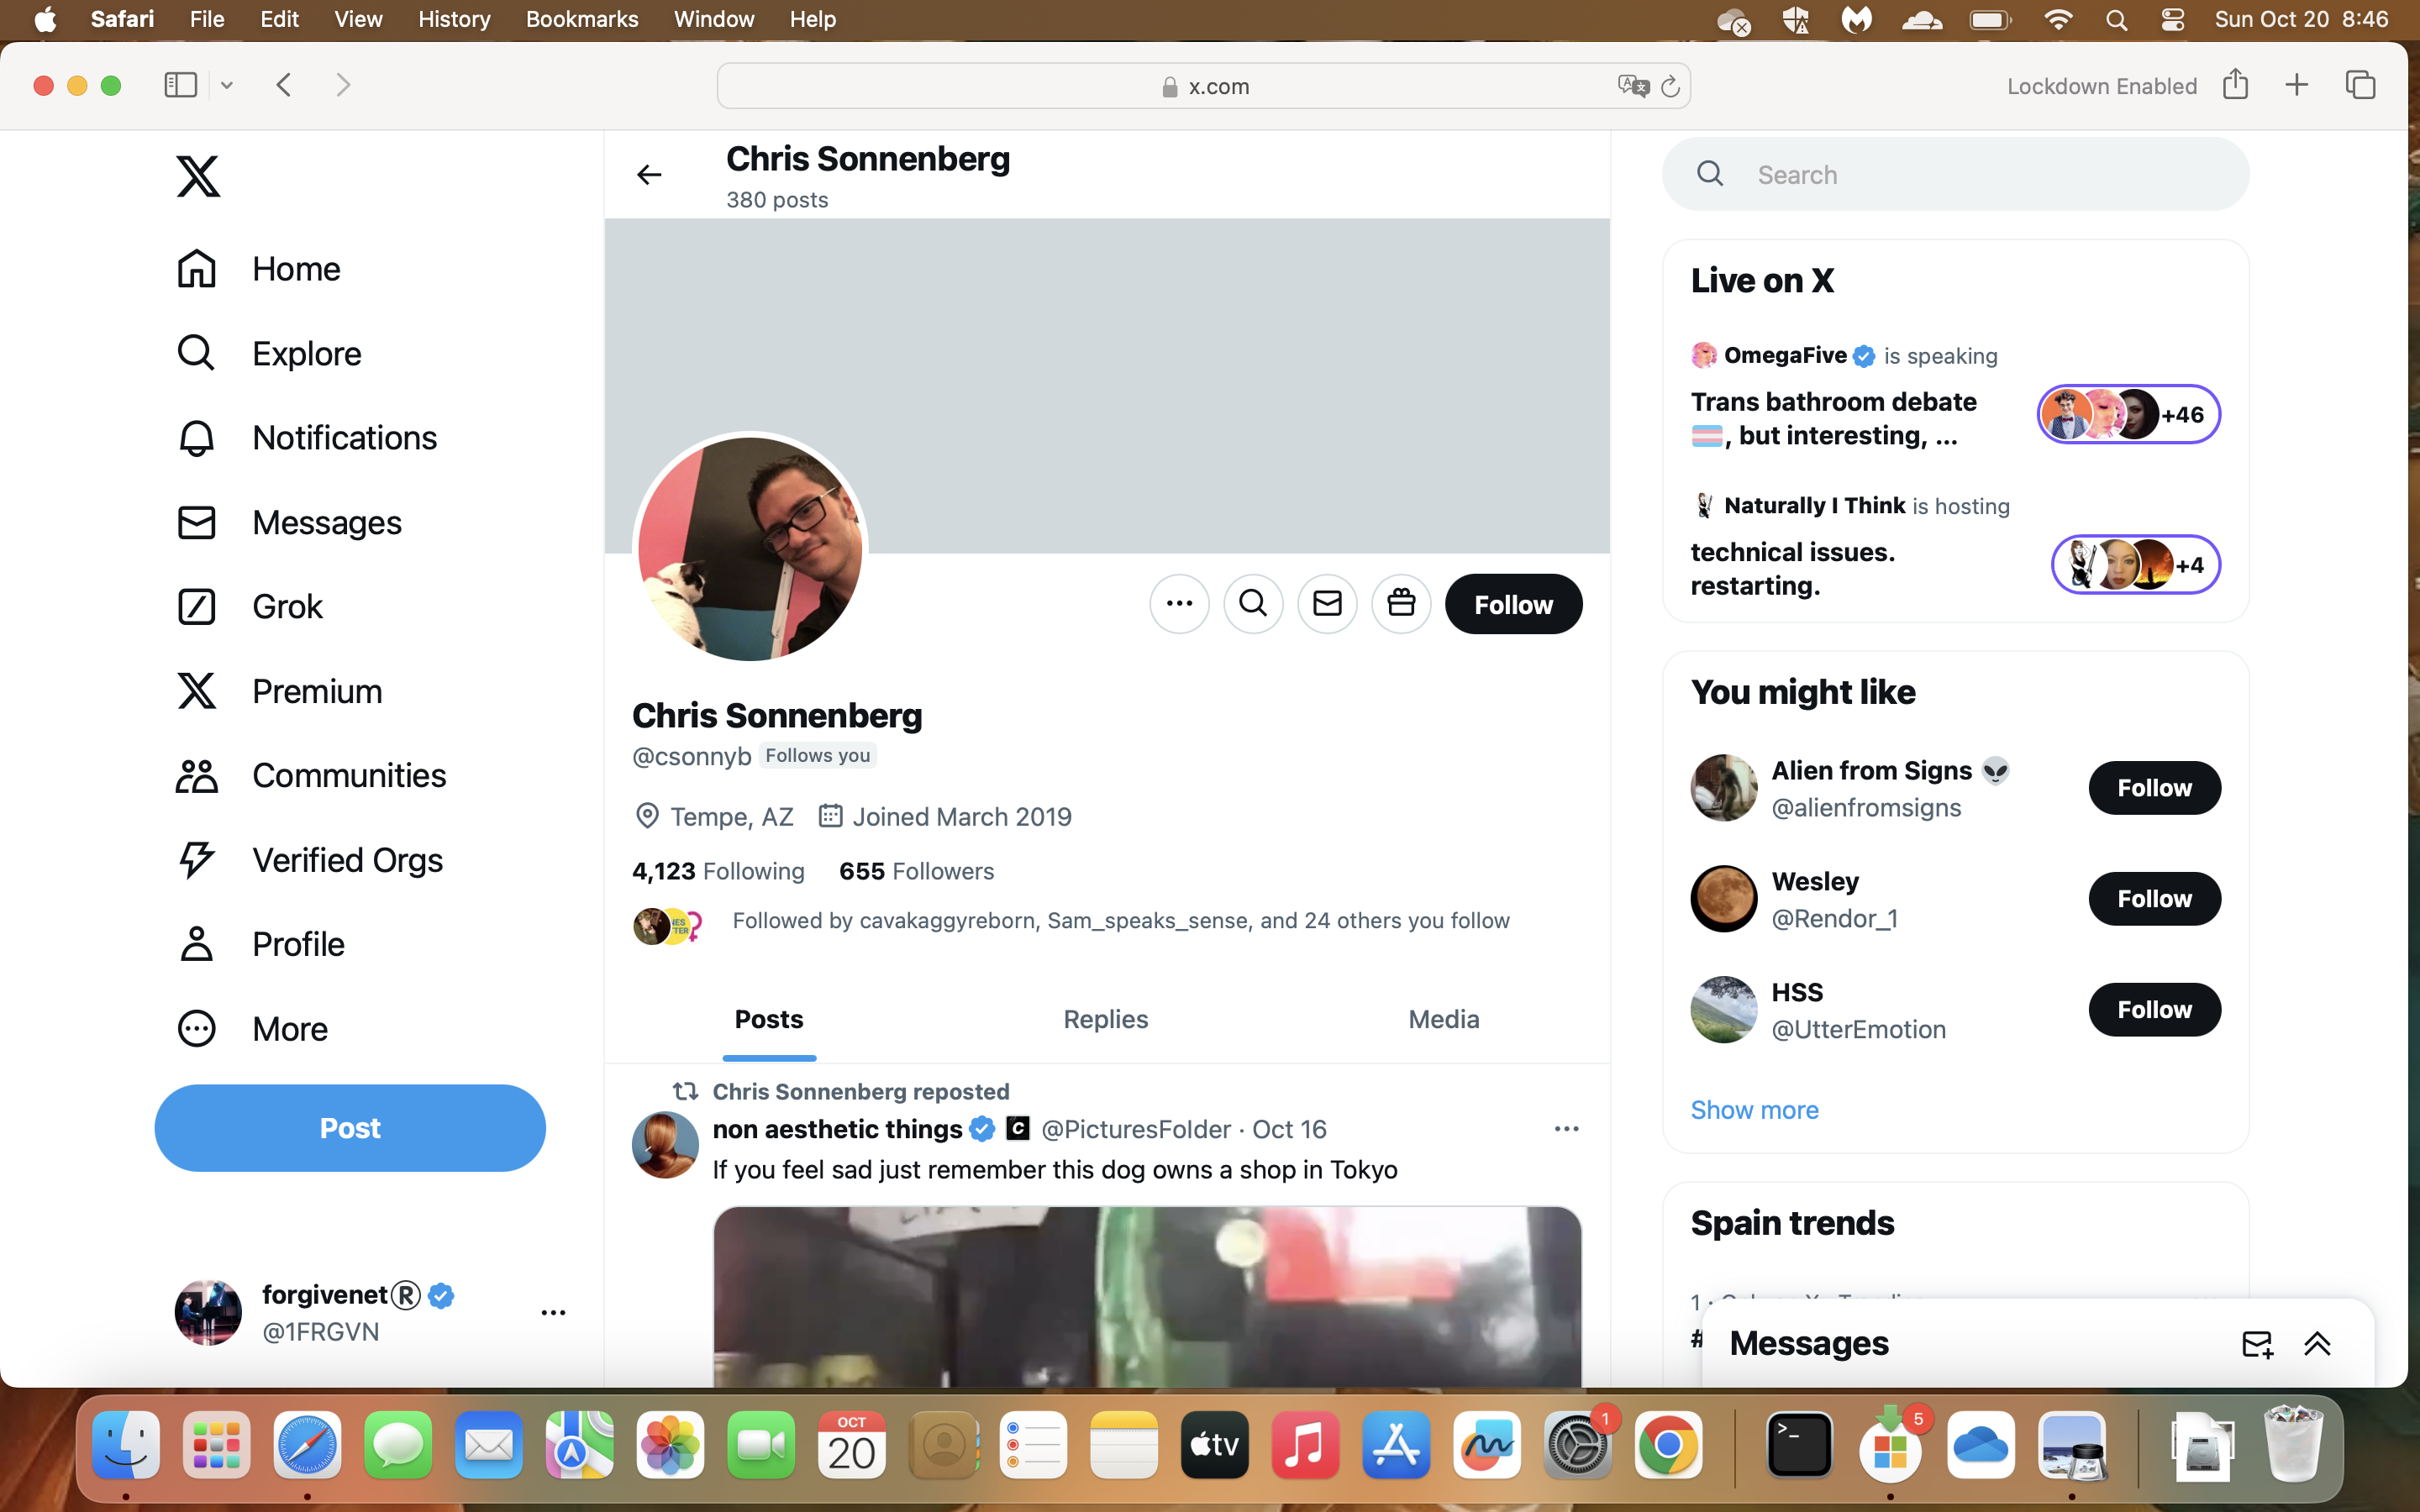 Safari File Edit View History Bookmarks Window Help
Sun Oct 20 8:46
x.com
Lockdown Enabled
Home
Explore
Notifications
Messages
Grok
Premium
Communities
Verified Orgs
Profile
More
Post
forgivenet®
@1FRGVN
Chris Sonnenberg
380 posts
Follow
Chris Sonnenberg
@csonnyb Follows you
Tempe, AZ Joined March 2019
4,123 Following 655 Followers
Followed by cavakaggyreborn, Sam_speaks_sense, and 24 others you follow
Posts Replies Media
Chris Sonnenberg reposted
non aesthetic things @PicturesFoIder · Oct 16
If you feel sad just remember this dog owns a shop in Tokyo
Search
Live on X
OmegaFive is speaking
Trans bathroom debate
, but interesting, ...
+46
Naturally I Think is hosting
technical issues.
restarting.
+4
You might like
Alien from Signs
@alienfromsigns
Follow
Wesley
@Rendor_1
Follow
HSS
@UtterEmotion
Follow
Show more
Spain trends
Messages
OCT
20
tv
1
5